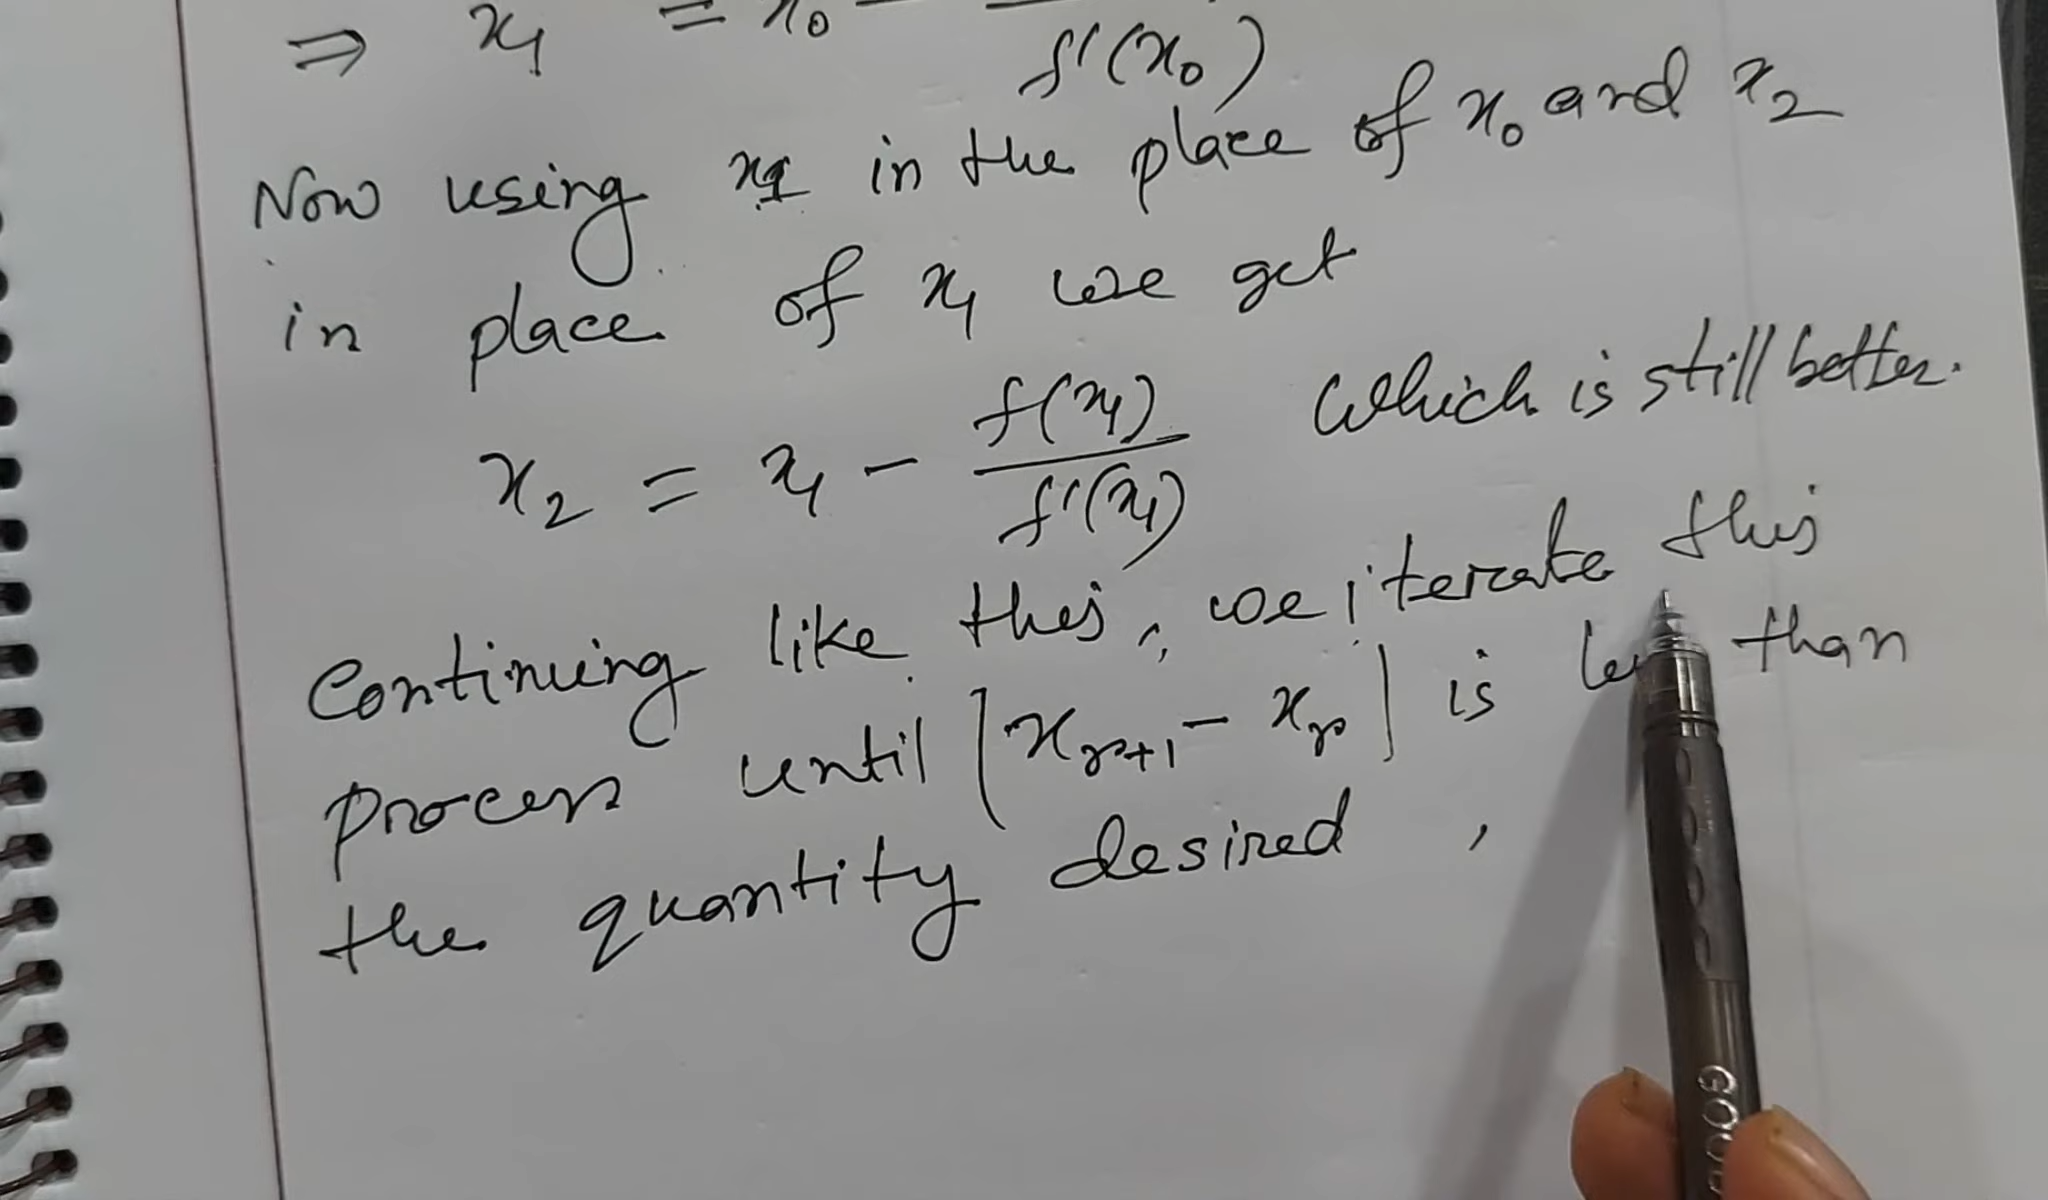 ⇒ x₁ = x₀ − / f'(x₀)
Now using x₁ in the place of x₀ and x₂
in place of x₁ we get
x₂ = x₁ − f(x₁) / f'(x₁) which is still better.
Continuing like this, we iterate this
process until |xᵣ₊₁ − xᵣ| is than
the quantity desired,